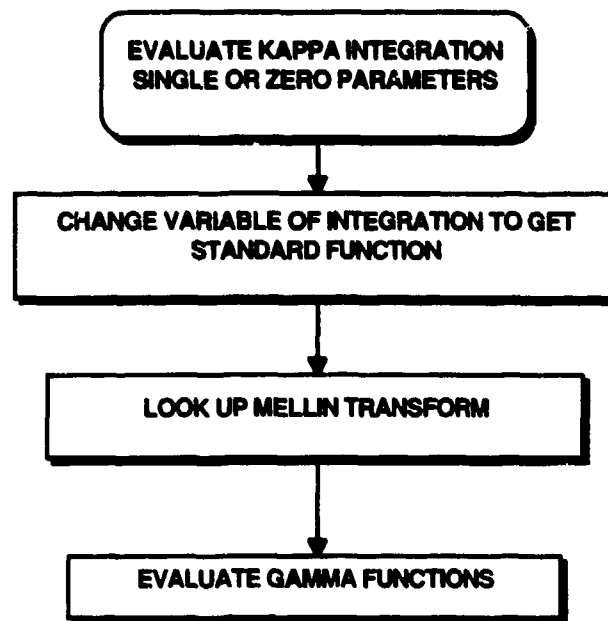 EVALUATE KAPPA INTEGRATION
SINGLE OR ZERO PARAMETERS
CHANGE VARIABLE OF INTEGRATION TO GET
STANDARD FUNCTION
LOOK UP MELLIN TRANSFORM
EVALUATE GAMMA FUNCTIONS